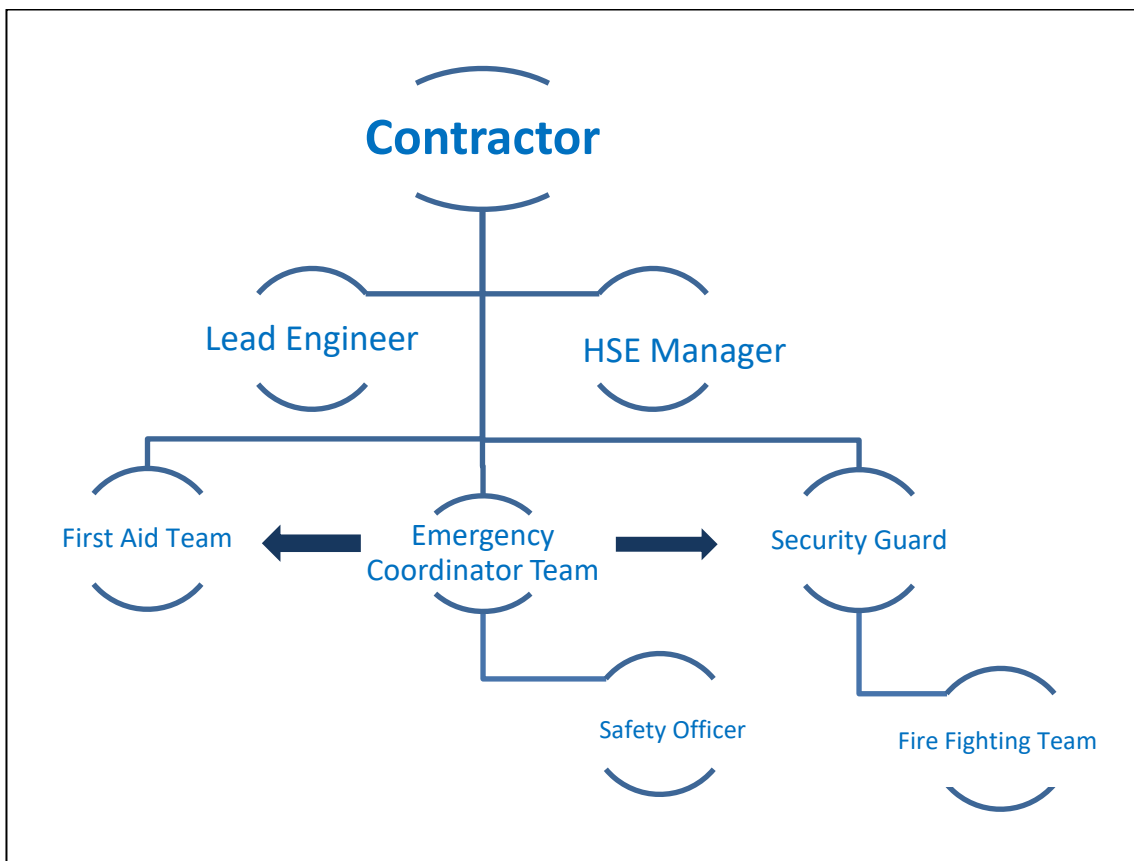 Contractor
Lead Engineer
HSE Manager
First Aid Team
Emergency
Coordinator Team
Security Guard
Safety Officer
Fire Fighting Team